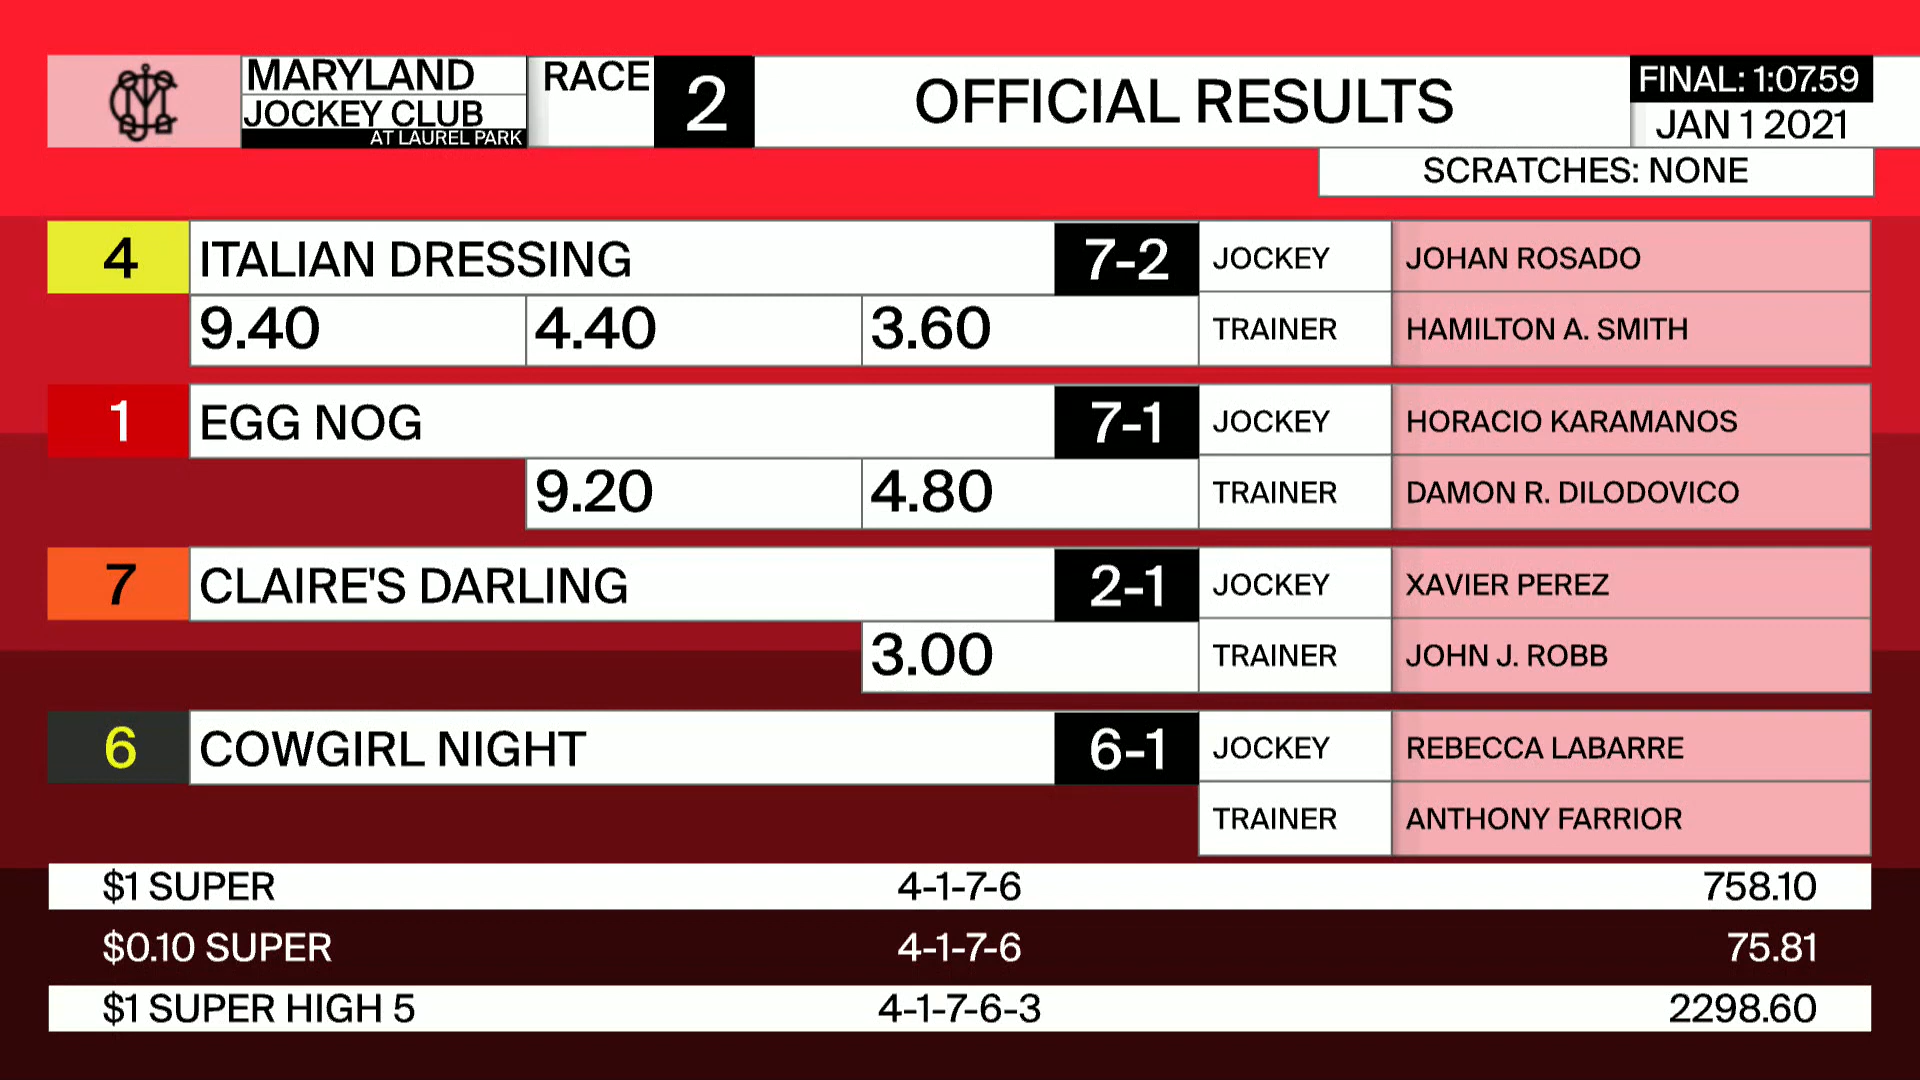 MARYLAND
JOCKEY CLUB
AT LAUREL PARK
RACE 2
OFFICIAL RESULTS
FINAL: 1:07.59
JAN 1 2021
SCRATCHES: NONE
4 ITALIAN DRESSING 7-2 JOCKEY JOHAN ROSADO
9.40 4.40 3.60 TRAINER HAMILTON A. SMITH
1 EGG NOG 7-1 JOCKEY HORACIO KARAMANOS
9.20 4.80 TRAINER DAMON R. DILODOVICO
7 CLAIRE'S DARLING 2-1 JOCKEY XAVIER PEREZ
3.00 TRAINER JOHN J. ROBB
6 COWGIRL NIGHT 6-1 JOCKEY REBECCA LABARRE
TRAINER ANTHONY FARRIOR
$1 SUPER 4-1-7-6 758.10
$0.10 SUPER 4-1-7-6 75.81
$1 SUPER HIGH 5 4-1-7-6-3 2298.60